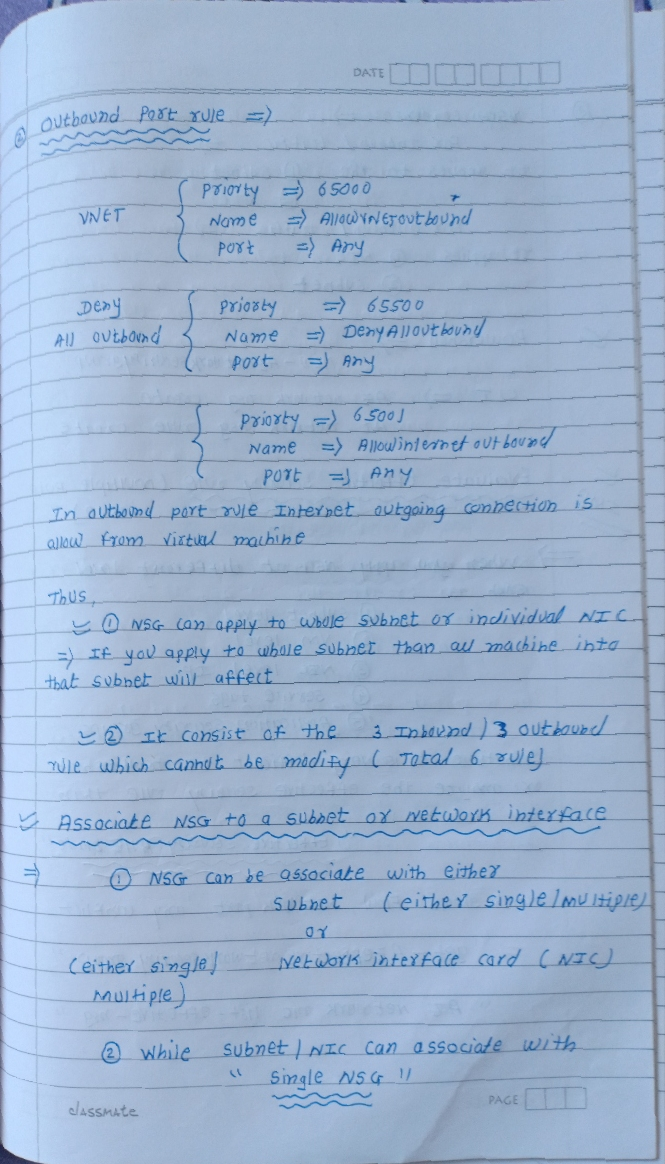 DATE
② Outbound Port rule =>
Priorty => 65000
VNET
Name => AllowVNEToutbound
Port => Any
Deny
Priorty => 65500
All outbound
Name => DenyAlloutbound
Port => Any
Priorty => 65001
Name => Allowinternet outbound
Port => Any
In outbound port rule Internet outgoing connection is
allow from virtual machine
Thus,
① NSG can apply to whole subnet or individual NIC
=> If you apply to whole subnet than all machine into
that subnet will affect
② It consist of the 3 Inbound / 3 outbound
rule which cannot be modify ( Total 6 rule)
Associate NSG to a subnet or Network interface
=> ① NSG can be associate with either
subnet ( either single / multiple)
or
(either single/ Network interface card ( NIC)
Multiple)
② While subnet / NIC can associate with
" Single NSG "
classmate
PAGE